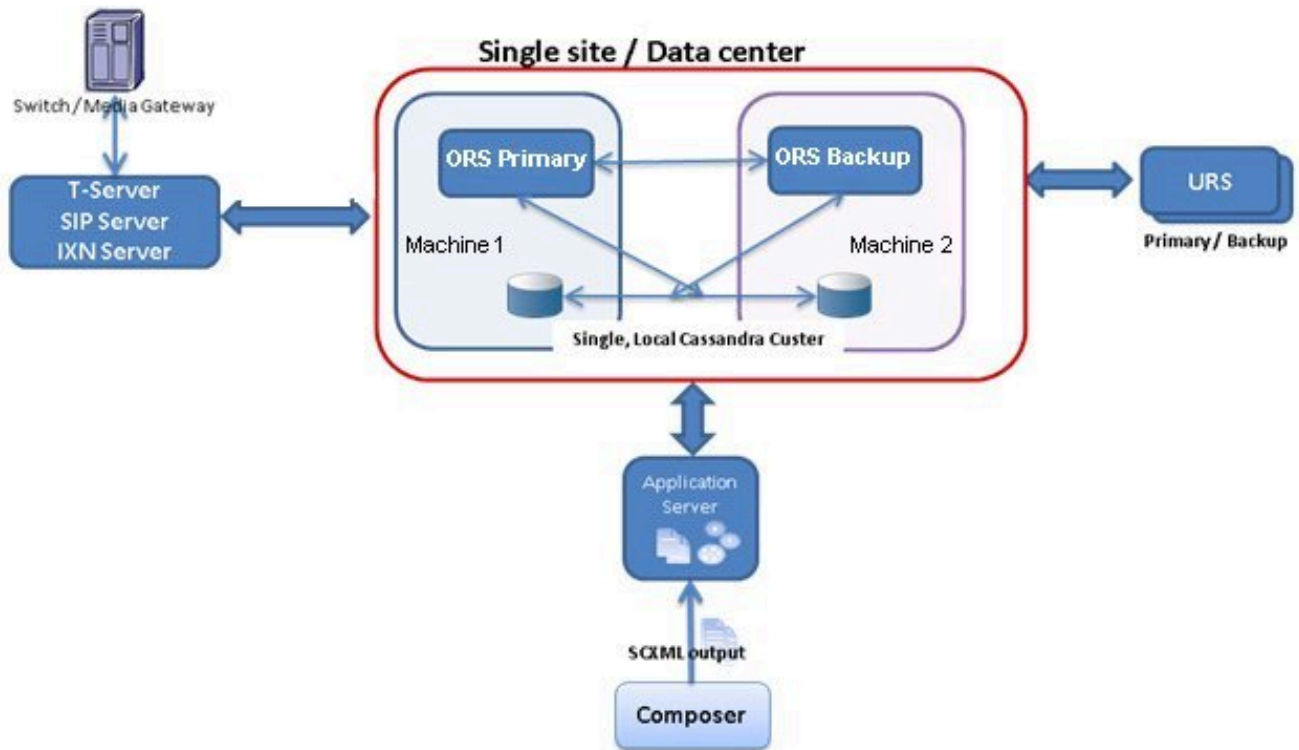 Single site / Data center
Switch / Media Gateway
ORS Primary
ORS Backup
T-Server
SIP Server
IXN Server
URS
Primary / Backup
Machine 1
Machine 2
Single, Local Cassandra Custer
Application
Server
SCXML output
Composer